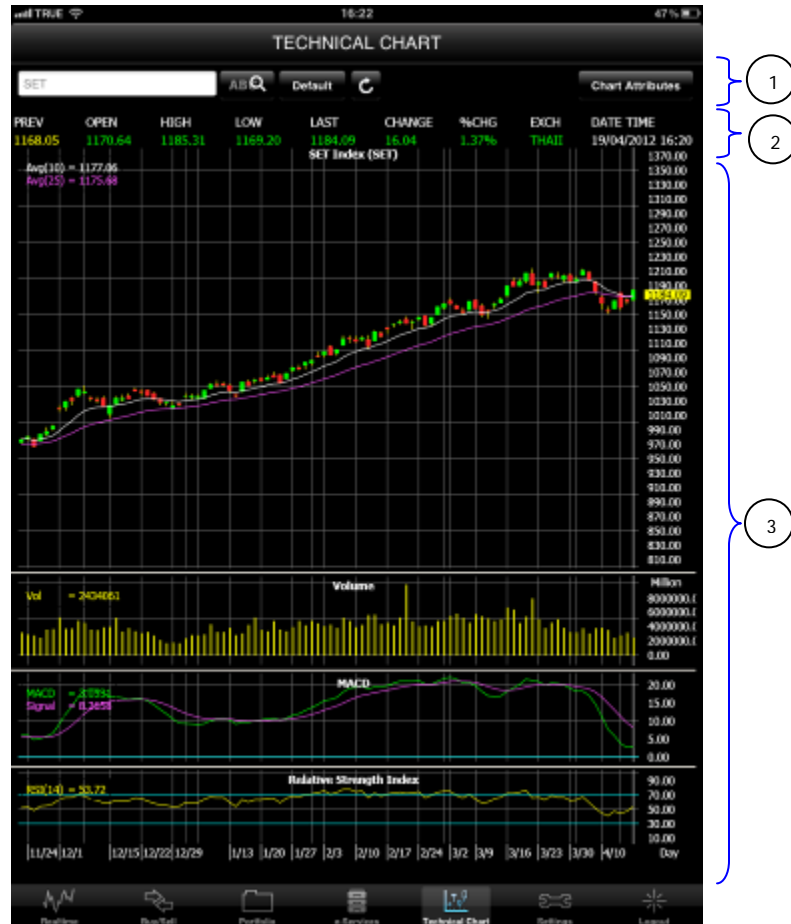 TRUE 16:22 47%
TECHNICAL CHART
SET AB Default Chart Attributes
1
PREV OPEN HIGH LOW LAST CHANGE %CHG EXCH DATE TIME
1168.05 1170.64 1185.31 1169.20 1184.09 16.04 1.37% THAII 19/04/2012 16:20
2
SET Index (SET)
Avg(10) = 1177.06
Avg(25) = 1175.68
1370.00
1350.00
1330.00
1310.00
1290.00
1270.00
1250.00
1230.00
1210.00
1190.00
1184.09
1170.00
1150.00
1130.00
1110.00
1090.00
1070.00
1050.00
1030.00
1010.00
990.00
970.00
950.00
930.00
910.00
890.00
870.00
850.00
830.00
810.00
3
Volume
Vol = 2434061
Million
8000000.
6000000.
4000000.
2000000.
0.00
MACD
MACD
Signal
20.00
15.00
10.00
5.00
0.00
Relative Strength Index
RSI(14) = 53.72
90.00
70.00
50.00
30.00
10.00
11/24 12/1 12/15 12/22 12/29 1/13 1/20 1/27 2/3 2/10 2/17 2/24 3/2 3/9 3/16 3/23 3/30 4/10 Day
Realtime Buy/Sell Portfolio e-Services Technical Chart Settings Logout